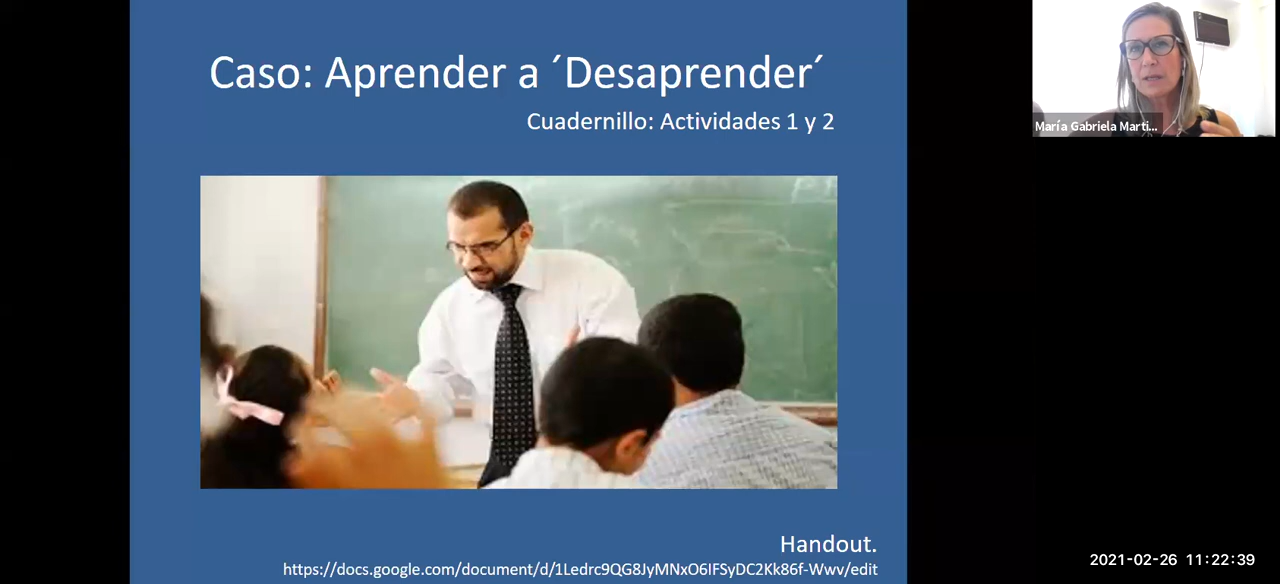 Caso: Aprender a ´Desaprender´
Cuadernillo: Actividades 1 y 2
María Gabriela Marti...
Handout.
https://docs.google.com/document/d/1Ledrc9QG8JyMNxO6IFSyDC2Kk86f-Wwv/edit
2021-02-26 11:22:39